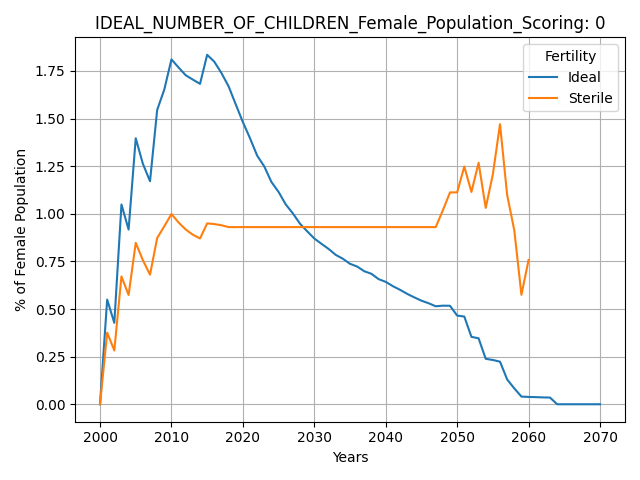 IDEAL_NUMBER_OF_CHILDREN_Female_Population_Scoring: 0
Fertility
Ideal
Sterile
% of Female Population
1.75
1.50
1.25
1.00
0.75
0.50
0.25
0.00
2000 2010 2020 2030 2040 2050 2060 2070
Years